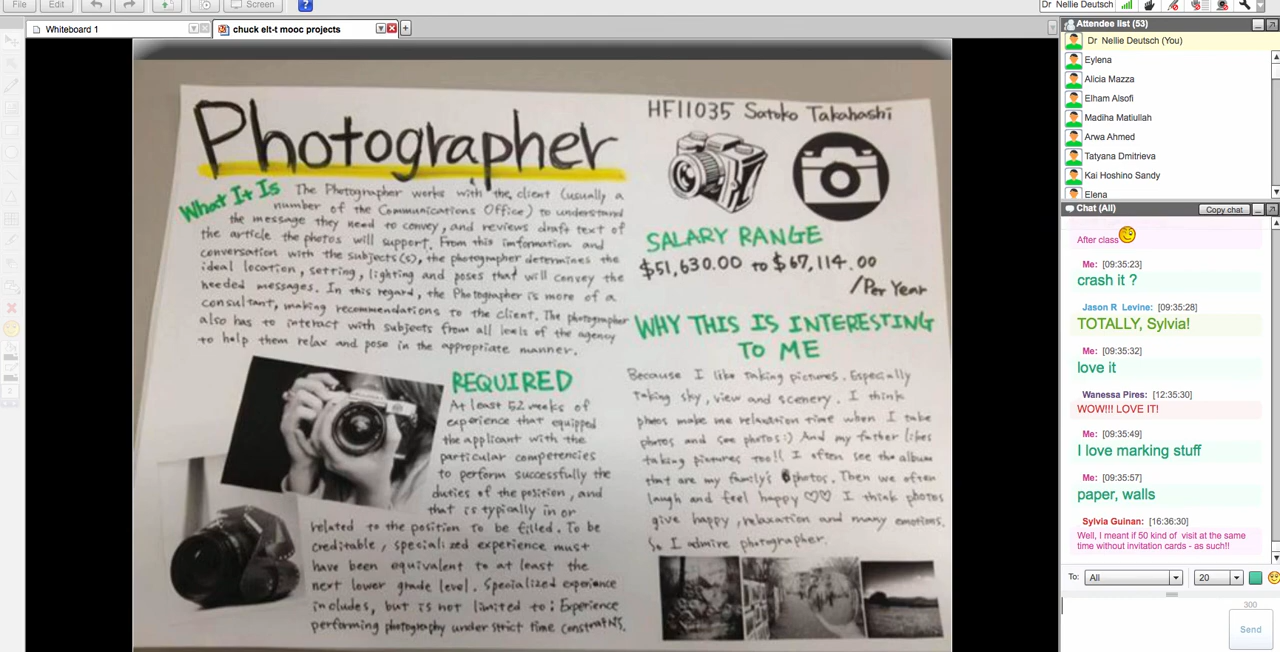 File
Edit
Screen
?
Dr Nellie Deutsch
Whiteboard 1
chuck elt-t mooc projects
Photographer
HF11035 Satoko Takahashi
What It Is
The Photographer works with the client (usually a
number of the Communications Office) to understand
the message they need to convey, and reviews draft text of
the article the photos will support. From this imformation and
conversation with the subjects(s), the photographer determines the
ideal location, setting, lighting and poses that will convey the
needed messages. In this regard, the Photographer is more of a
consultant, making recommendations to the client. The photographer
also has to interact with subjects from all levels of the agency
to help them relax and pose in the appropriate manner.
REQUIRED
At least 52 weeks of
experience that equipped
the applicant with the
particular competencies
to perform successfully the
duties of the position, and
that is typically in or
related to the position to be filled. To be
creditable, specialized experience must
have been equivalent to at least the
next lower grade level. Specialized experience
includes, but is not limited to: Experience
performing photography under strict time constraints.
SALARY RANGE
$51,630.00 to $67,114.00
/Per Year
WHY THIS IS INTERESTING
TO ME
Because I like taking pictures. Especially
taking sky, view and scenery. I think
photos make me relaxation time when I take
photos and see photos:) And my father likes
taking pictures too!! I often see the album
that are my family's photos. Then we often
laugh and feel happy ♡♡ I think photos
give happy, relaxation and many emotions.
So I admire photographer.
Attendee list (53)
Dr Nellie Deutsch (You)
Eylena
Alicia Mazza
Elham Alsofi
Madiha Matiullah
Arwa Ahmed
Tatyana Dmitrieva
Kai Hoshino Sandy
Elena
Chat (All)
Copy chat
After class
Me: [09:35:23]
crash it ?
Jason R Levine: [09:35:28]
TOTALLY, Sylvia!
Me: [09:35:32]
love it
Wanessa Pires: [12:35:30]
WOW!!! LOVE IT!
Me: [09:35:49]
I love marking stuff
Me: [09:35:57]
paper, walls
Sylvia Guinan: [16:36:30]
Well, I meant if 50 kind of visit at the same
time without invitation cards - as such!!
To:
All
20
300
Send